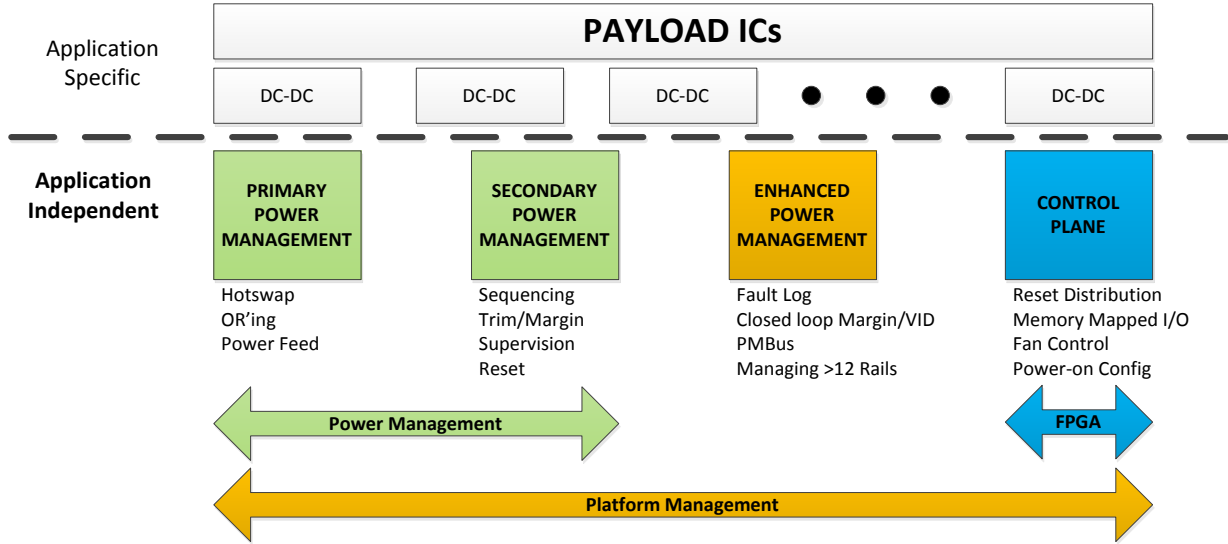 Application
Specific
PAYLOAD ICs
DC-DC
DC-DC
DC-DC
DC-DC
Application
Independent
PRIMARY
POWER
MANAGEMENT
Hotswap
OR'ing
Power Feed
SECONDARY
POWER
MANAGEMENT
Sequencing
Trim/Margin
Supervision
Reset
ENHANCED
POWER
MANAGEMENT
Fault Log
Closed loop Margin/VID
PMBus
Managing >12 Rails
CONTROL
PLANE
Reset Distribution
Memory Mapped I/O
Fan Control
Power-on Config
Power Management
FPGA
Platform Management